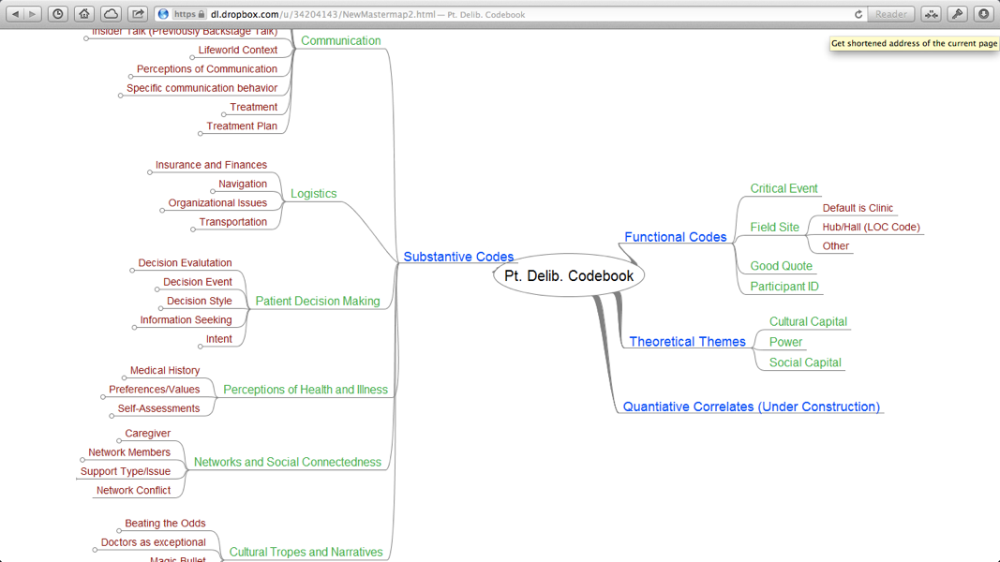 https dl.dropbox.com/u/34204143/NewMastermap2.html — Pt. Delib. Codebook
Reader
Get shortened address of the current page
Insider Talk (Previously Backstage Talk)
Communication
Lifeworld Context
Perceptions of Communication
Specific communication behavior
Treatment
Treatment Plan
Insurance and Finances
Navigation
Logistics
Organizational Issues
Transportation
Substantive Codes
Decision Evalutation
Decision Event
Decision Style
Patient Decision Making
Information Seeking
Intent
Medical History
Preferences/Values
Perceptions of Health and Illness
Self-Assessments
Caregiver
Network Members
Networks and Social Connectedness
Support Type/Issue
Network Conflict
Beating the Odds
Doctors as exceptional
Cultural Tropes and Narratives
Magic Bullet
Pt. Delib. Codebook
Functional Codes
Critical Event
Field Site
Default is Clinic
Hub/Hall (LOC Code)
Other
Good Quote
Participant ID
Theoretical Themes
Cultural Capital
Power
Social Capital
Quantiative Correlates (Under Construction)